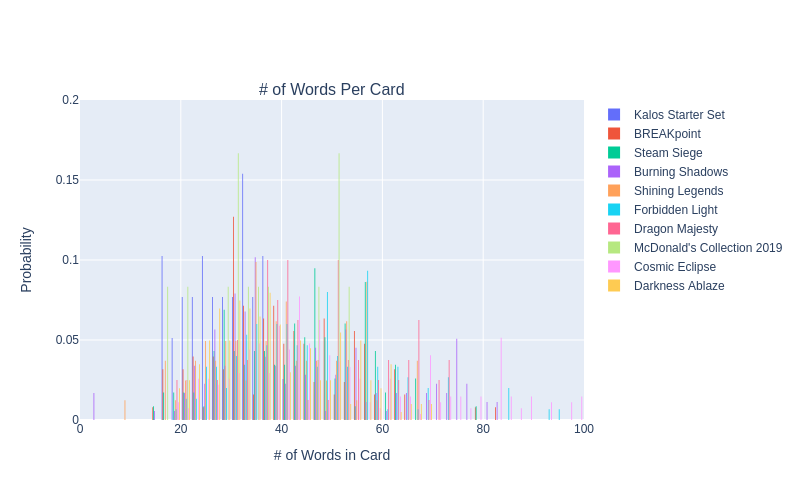 # of Words Per Card
0.2
0.15
0.1
0.05
0
Probability
0
20
40
60
80
100
# of Words in Card
Kalos Starter Set
BREAKpoint
Steam Siege
Burning Shadows
Shining Legends
Forbidden Light
Dragon Majesty
McDonald's Collection 2019
Cosmic Eclipse
Darkness Ablaze